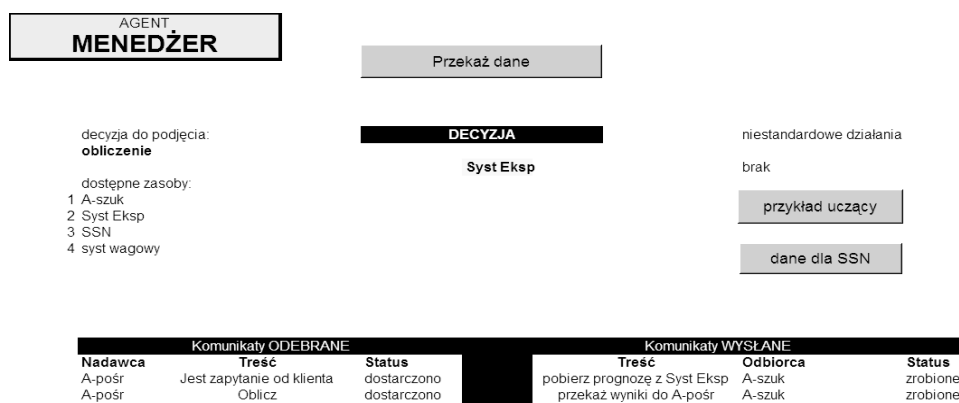 AGENT
MENEDŻER
Przekaż dane
decyzja do podjęcia:
obliczenie
DECYZJA
niestandardowe działania
Syst Eksp
brak
dostępne zasoby:
1 A-szuk
2 Syst Eksp
3 SSN
4 syst wagowy
przykład uczący
dane dla SSN
Komunikaty ODEBRANE Komunikaty WYSŁANE
Nadawca Treść Status Treść Odbiorca Status
A-pośr Jest zapytanie od klienta dostarczono pobierz prognozę z Syst Eksp A-szuk zrobione
A-pośr Oblicz dostarczono przekaż wyniki do A-pośr A-szuk zrobione